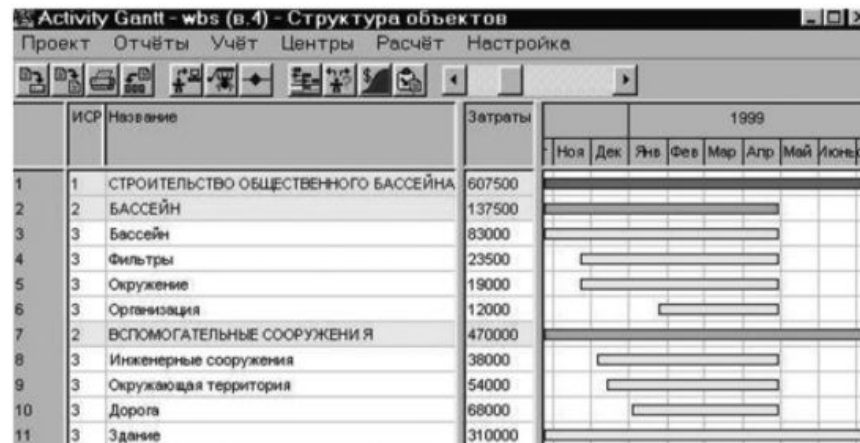 Activity Gantt - wbs (в.4) - Структура объектов
Проект Отчёты Учёт Центры Расчёт Настройка
ИСР Название Затраты 1999
Ноя Дек Янв Фев Мар Апр Май Июнь
1 1 СТРОИТЕЛЬСТВО ОБЩЕСТВЕННОГО БАССЕЙНА 607500
2 2 БАССЕЙН 137500
3 3 Бассейн 83000
4 3 Фильтры 23500
5 3 Окружение 19000
6 3 Организация 12000
7 2 ВСПОМОГАТЕЛЬНЫЕ СООРУЖЕНИ Я 470000
8 3 Инженерные сооружения 38000
9 3 Окружающая территория 54000
10 3 Дорога 68000
11 3 Здание 310000